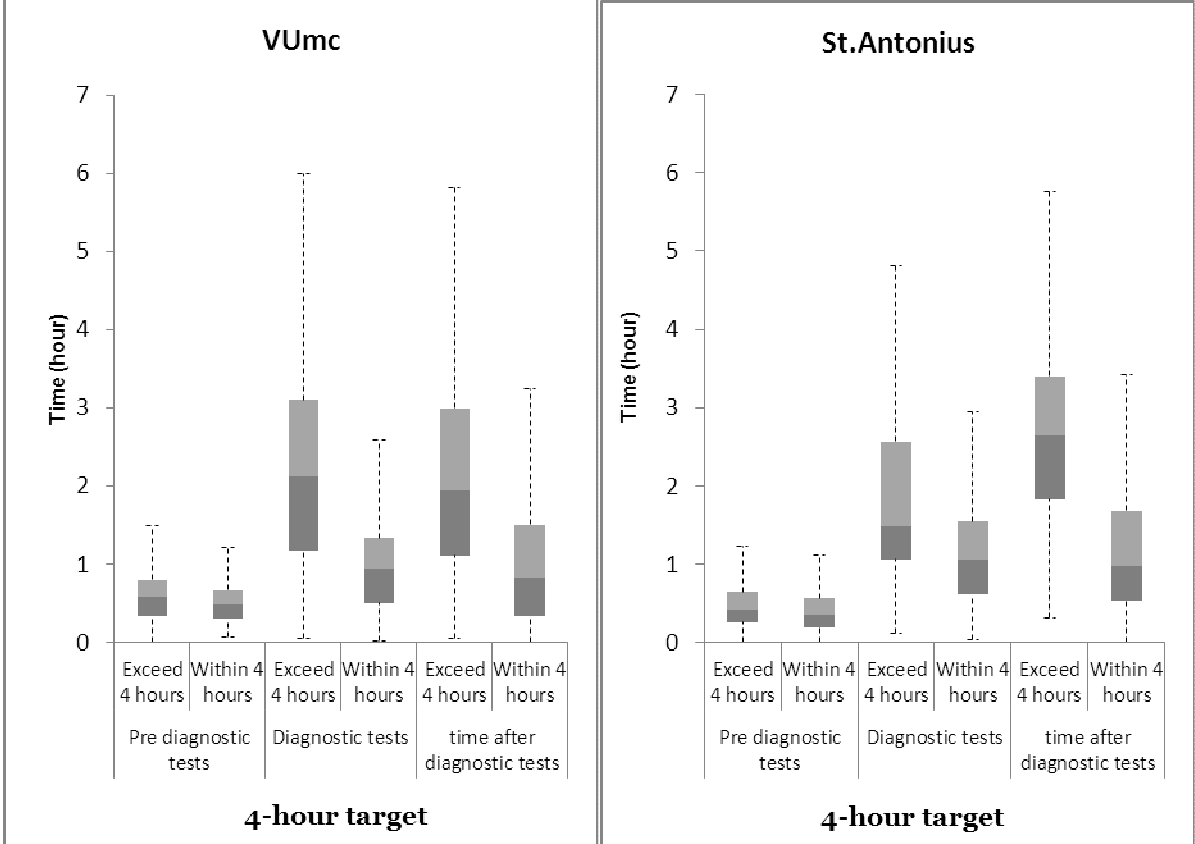 VUmc
7
6
5
4
3
2
1
0
Time (hour)
Exceed Within 4 Exceed Within 4 Exceed Within 4
4 hours hours 4 hours hours 4 hours hours
Pre diagnostic Diagnostic tests time after
tests diagnostic tests
4-hour target
St.Antonius
7
6
5
4
3
2
1
0
Time (hour)
Exceed Within 4 Exceed Within 4 Exceed Within 4
4 hours hours 4 hours hours 4 hours hours
Pre diagnostic Diagnostic tests time after
tests diagnostic tests
4-hour target